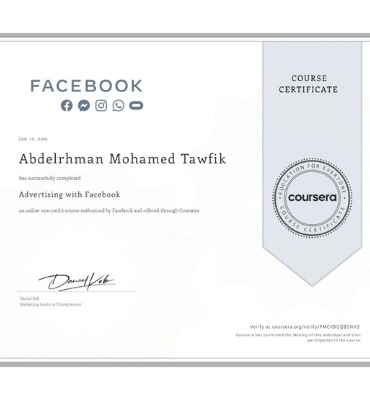 FACEBOOK
COURSE
CERTIFICATE
Jun 12, 2021
Abdelrhman Mohamed Tawfik
has successfully completed
Advertising with Facebook
an online non-credit course authorized by Facebook and offered through Coursera
EDUCATION FOR EVERYONE
coursera
COURSE CERTIFICATE
Daniel Kob
Marketing Leader & Entrepreneur
Verify at coursera.org/verify/
Coursera has confirmed the identity of this individual and their
participation in the course.